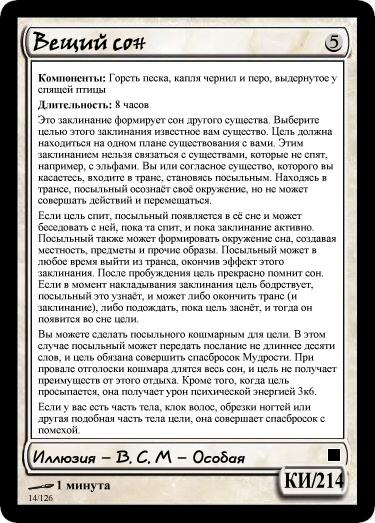 Вещий сон
5
Компоненты: Горсть песка, капля чернил и перо, выдернутое у
спящей птицы
Длительность: 8 часов
Это заклинание формирует сон другого существа. Выберите
целью этого заклинания известное вам существо. Цель должна
находиться на одном плане существования с вами. Этим
заклинанием нельзя связаться с существами, которые не спят,
например, с эльфами. Вы или согласное существо, которого вы
касаетесь, входите в транс, становясь посыльным. Находясь в
трансе, посыльный осознаёт своё окружение, но не может
совершать действий и перемещаться.
Если цель спит, посыльный появляется в её сне и может
беседовать с ней, пока та спит, и пока заклинание активно.
Посыльный также может формировать окружение сна, создавая
местность, предметы и прочие образы. Посыльный может в
любое время выйти из транса, окончив эффект этого
заклинания. После пробуждения цель прекрасно помнит сон.
Если в момент накладывания заклинания цель бодрствует,
посыльный это узнаёт, и может либо окончить транс (и
заклинание), либо подождать, пока цель заснёт, и тогда он
появится во сне цели.
Вы можете сделать посыльного кошмарным для цели. В этом
случае посыльный может передать послание не длиннее десяти
слов, и цель обязана совершить спасбросок Мудрости. При
провале отголоски кошмара длятся весь сон, и цель не получает
преимуществ от этого отдыха. Кроме того, когда цель
просыпается, она получает урон психической энергией 3к6.
Если у вас есть часть тела, клок волос, обрезки ногтей или
другая подобная часть тела цели, она совершает спасбросок с
помехой.
Иллюзия – В, С, М – Особая
1 минута
КИ/214
14/126